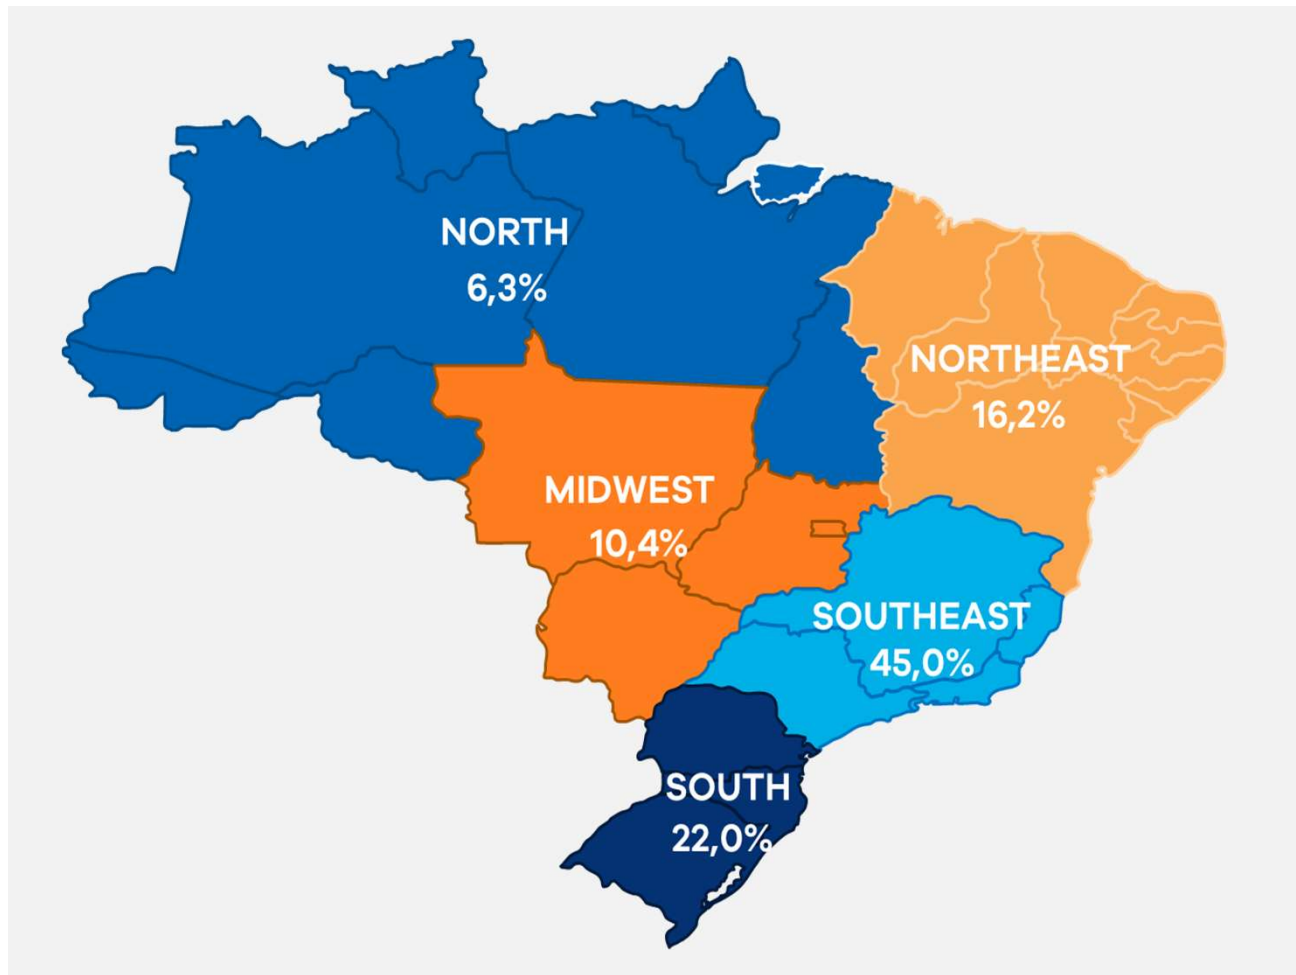 NORTH
6,3%
NORTHEAST
16,2%
MIDWEST
10,4%
SOUTHEAST
45,0%
SOUTH
22,0%